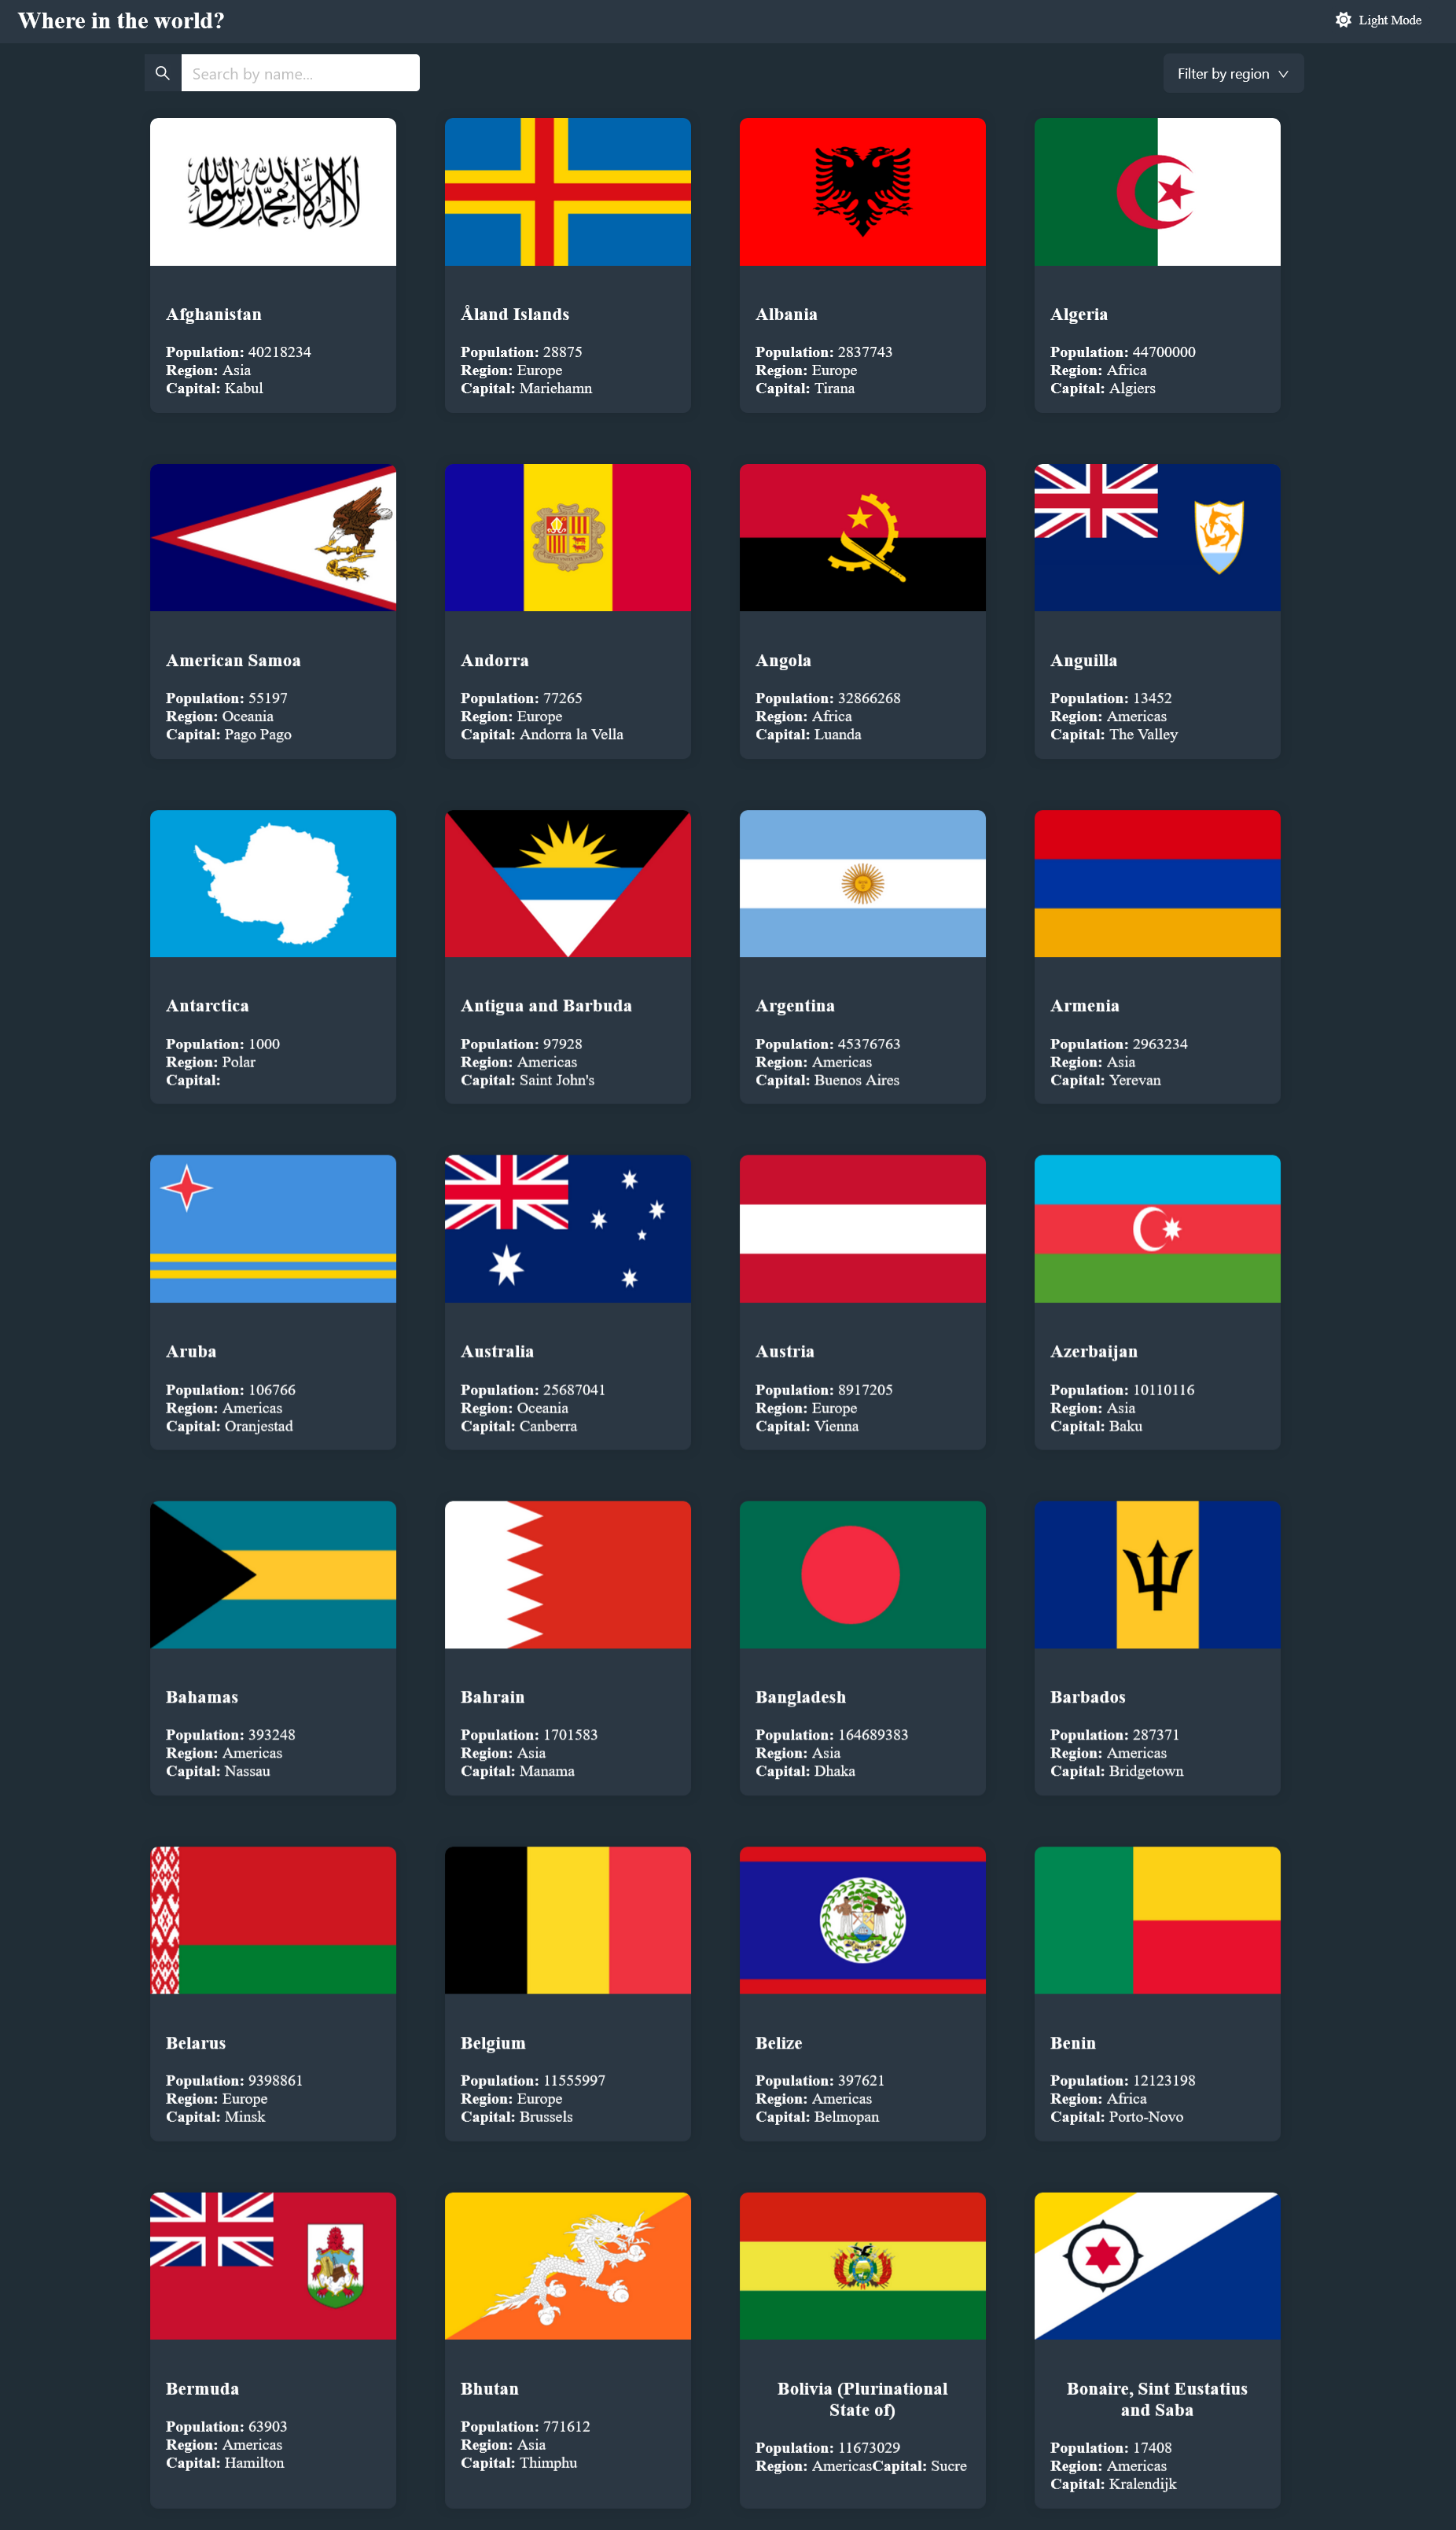 Where in the world?
Light Mode
Search by name...
Filter by region
لا إله إلا الله محمد رسول الله
Afghanistan
Population: 40218234
Region: Asia
Capital: Kabul
Åland Islands
Population: 28875
Region: Europe
Capital: Mariehamn
Albania
Population: 2837743
Region: Europe
Capital: Tirana
Algeria
Population: 44700000
Region: Africa
Capital: Algiers
American Samoa
Population: 55197
Region: Oceania
Capital: Pago Pago
Andorra
Population: 77265
Region: Europe
Capital: Andorra la Vella
Angola
Population: 32866268
Region: Africa
Capital: Luanda
Anguilla
Population: 13452
Region: Americas
Capital: The Valley
Antarctica
Population: 1000
Region: Polar
Capital:
Antigua and Barbuda
Population: 97928
Region: Americas
Capital: Saint John's
Argentina
Population: 45376763
Region: Americas
Capital: Buenos Aires
Armenia
Population: 2963234
Region: Asia
Capital: Yerevan
Aruba
Population: 106766
Region: Americas
Capital: Oranjestad
Australia
Population: 25687041
Region: Oceania
Capital: Canberra
Austria
Population: 8917205
Region: Europe
Capital: Vienna
Azerbaijan
Population: 10110116
Region: Asia
Capital: Baku
Bahamas
Population: 393248
Region: Americas
Capital: Nassau
Bahrain
Population: 1701583
Region: Asia
Capital: Manama
Bangladesh
Population: 164689383
Region: Asia
Capital: Dhaka
Barbados
Population: 287371
Region: Americas
Capital: Bridgetown
Belarus
Population: 9398861
Region: Europe
Capital: Minsk
Belgium
Population: 11555997
Region: Europe
Capital: Brussels
Belize
Population: 397621
Region: Americas
Capital: Belmopan
Benin
Population: 12123198
Region: Africa
Capital: Porto-Novo
Bermuda
Population: 63903
Region: Americas
Capital: Hamilton
Bhutan
Population: 771612
Region: Asia
Capital: Thimphu
Bolivia (Plurinational
State of)
Population: 11673029
Region: AmericasCapital: Sucre
Bonaire, Sint Eustatius
and Saba
Population: 17408
Region: Americas
Capital: Kralendijk